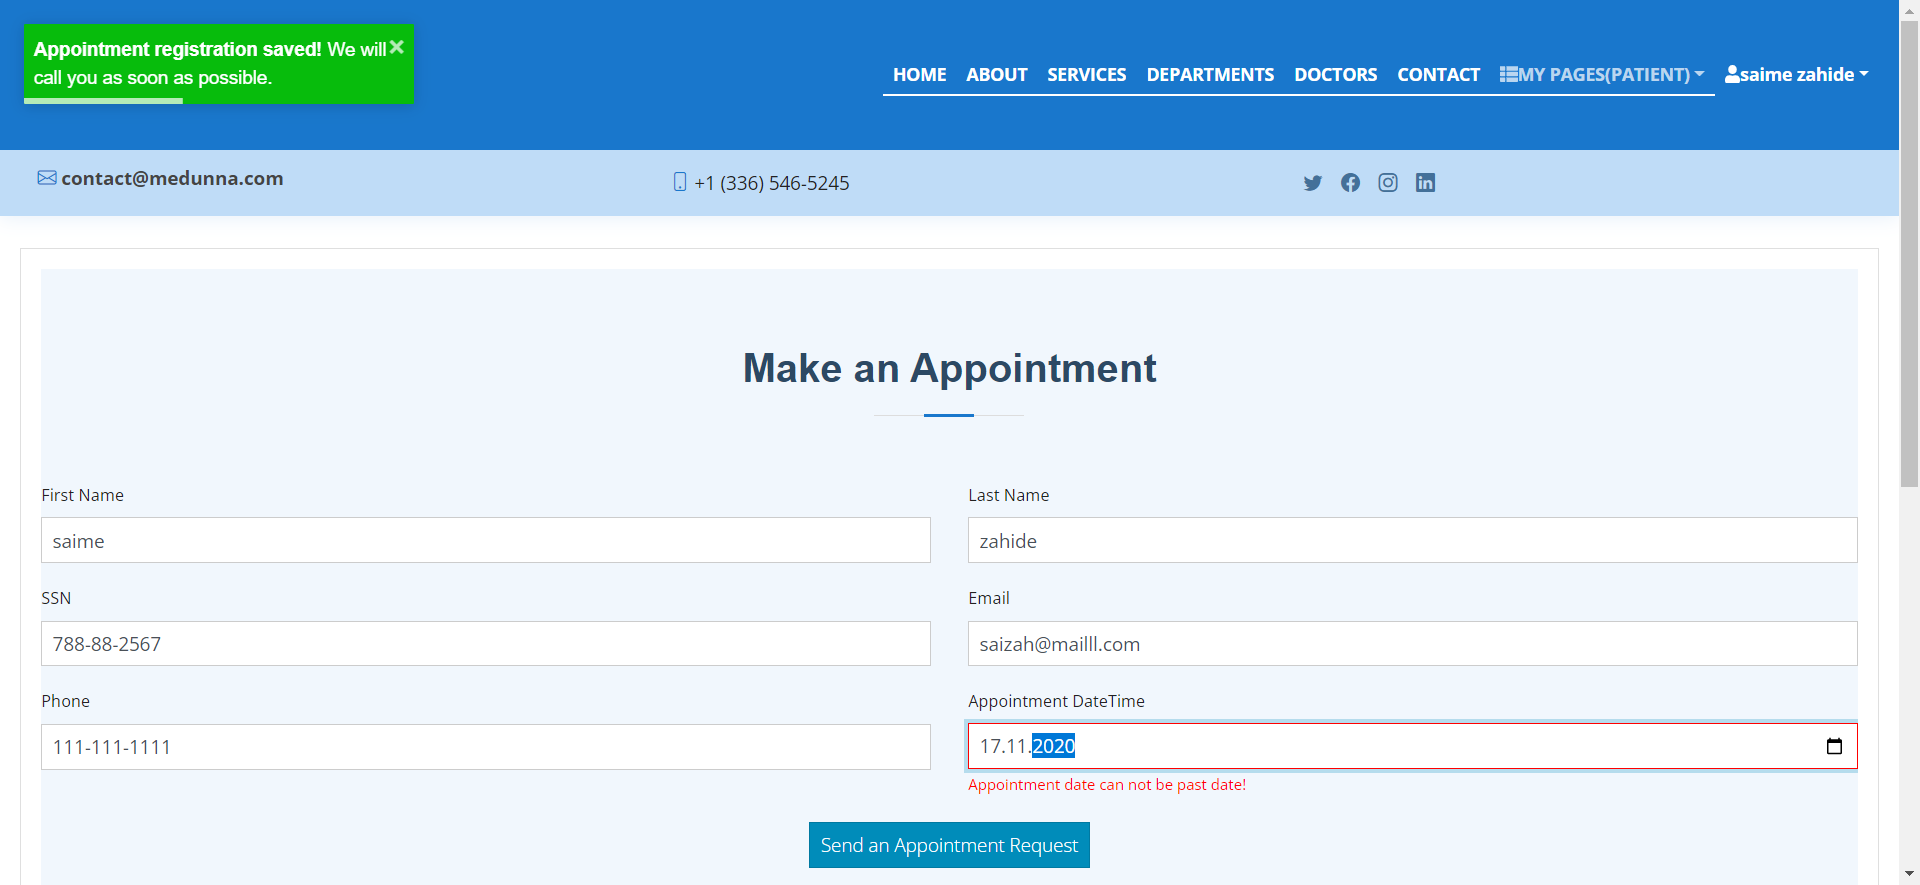 Appointment registration saved! We will
call you as soon as possible.
HOME ABOUT SERVICES DEPARTMENTS DOCTORS CONTACT MY PAGES(PATIENT) saime zahide
contact@medunna.com
+1 (336) 546-5245
Make an Appointment
First Name
Last Name
saime
zahide
SSN
Email
788-88-2567
saizah@mailll.com
Phone
Appointment DateTime
111-111-1111
17.11.2020
Appointment date can not be past date!
Send an Appointment Request